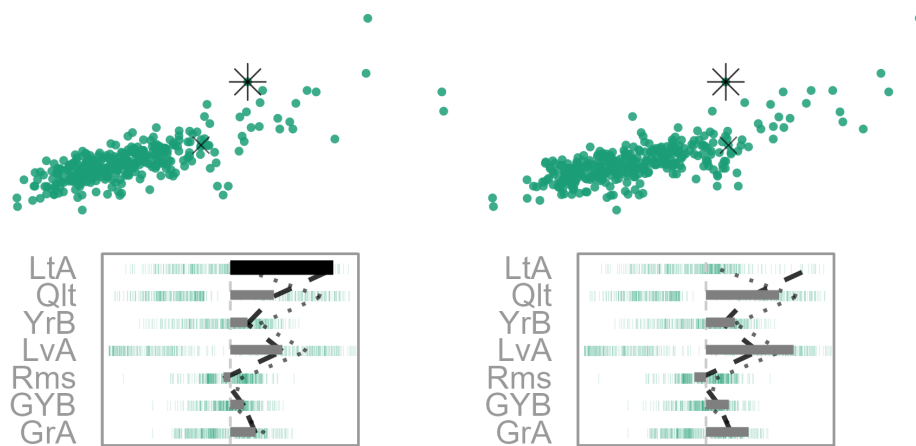 LtA LtA
Qlt Qlt
YrB YrB
LvA LvA
Rms Rms
GYB GYB
GrA GrA